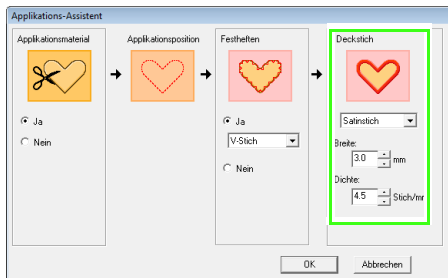 Applikations-Assistent
Applikationsmaterial
Ja
Nein
Applikationsposition
Festheften
Ja
V-Stich
Nein
Deckstich
Satinstich
Breite:
3.0 mm
Dichte:
4.5 Stich/mr
OK Abbrechen